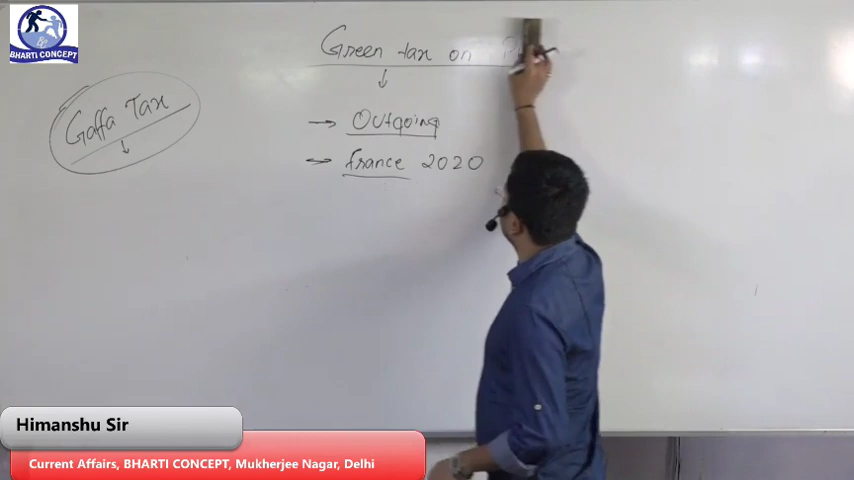 BHARTI CONCEPT
Green tax on
Gaffa Tax
Outgoing
france 2020
Himanshu Sir
Current Affairs, BHARTI CONCEPT, Mukherjee Nagar, Delhi